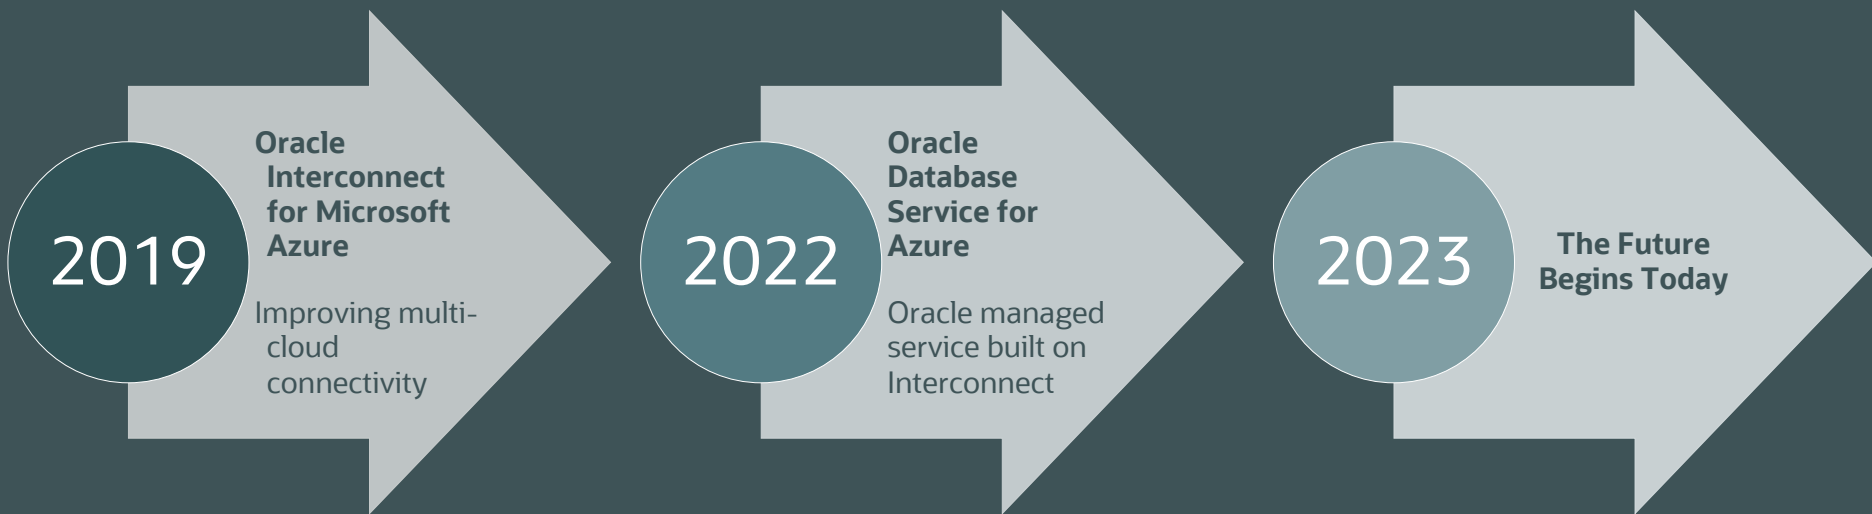 2019
Oracle
Interconnect
for Microsoft
Azure
Improving multi-
cloud
connectivity
2022
Oracle
Database
Service for
Azure
Oracle managed
service built on
Interconnect
2023
The Future
Begins Today